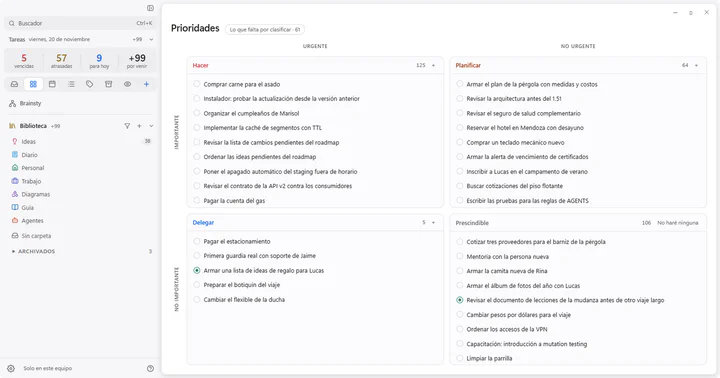 Buscador Ctrl+K
Tareas viernes, 20 de noviembre +99
5 57 9 +99
vencidas atrasadas para hoy por venir
Brainsty
Biblioteca +99
Ideas 38
Diario
Personal
Trabajo
Diagramas
Guía
Agentes
Sin carpeta
ARCHIVADOS 3
Solo en este equipo
Prioridades Lo que falta por clasificar · 61
URGENTE NO URGENTE
IMPORTANTE
Hacer 125 +
Comprar carne para el asado
Instalador: probar la actualización desde la versión anterior
Organizar el cumpleaños de Marisol
Implementar la cache de segmentos con TTL
Revisar la lista de cambios pendientes del roadmap
Ordenar las ideas pendientes del roadmap
Poner el apagado automático del staging fuera de horario
Revisar el contrato de la API v2 contra los consumidores
Pagar la cuenta del gas
Planificar 64 +
Armar el plan de la pérgola con medidas y costos
Revisar la arquitectura antes del 1.5!
Revisar el seguro de salud complementario
Reservar el hotel en Mendoza con desayuno
Comprar un teclado mecánico nuevo
Armar la alerta de vencimiento de certificados
Inscribir a Lucas en el campamento de verano
Buscar cotizaciones del piso flotante
Escribir las pruebas para las reglas de AGENTS
NO IMPORTANTE
Delegar 5 +
Pagar el estacionamiento
Primera guardia real con soporte de Jaime
Armar una lista de ideas de regalo para Lucas
Preparar el botiquín del viaje
Cambiar el flexible de la ducha
Prescindible 106 No haré ninguna
Cotizar tres proveedores para el barniz de la pérgola
Mentoría con la persona nueva
Armar la camita nueva de Rina
Armar el álbum de fotos del año con Lucas
Revisar el documento de lecciones de la mudanza antes de otro viaje largo
Cambiar pesos por dólares para el viaje
Ordenar los accesos de la VPN
Capacitación: introducción a mutation testing
Limpiar la parrilla